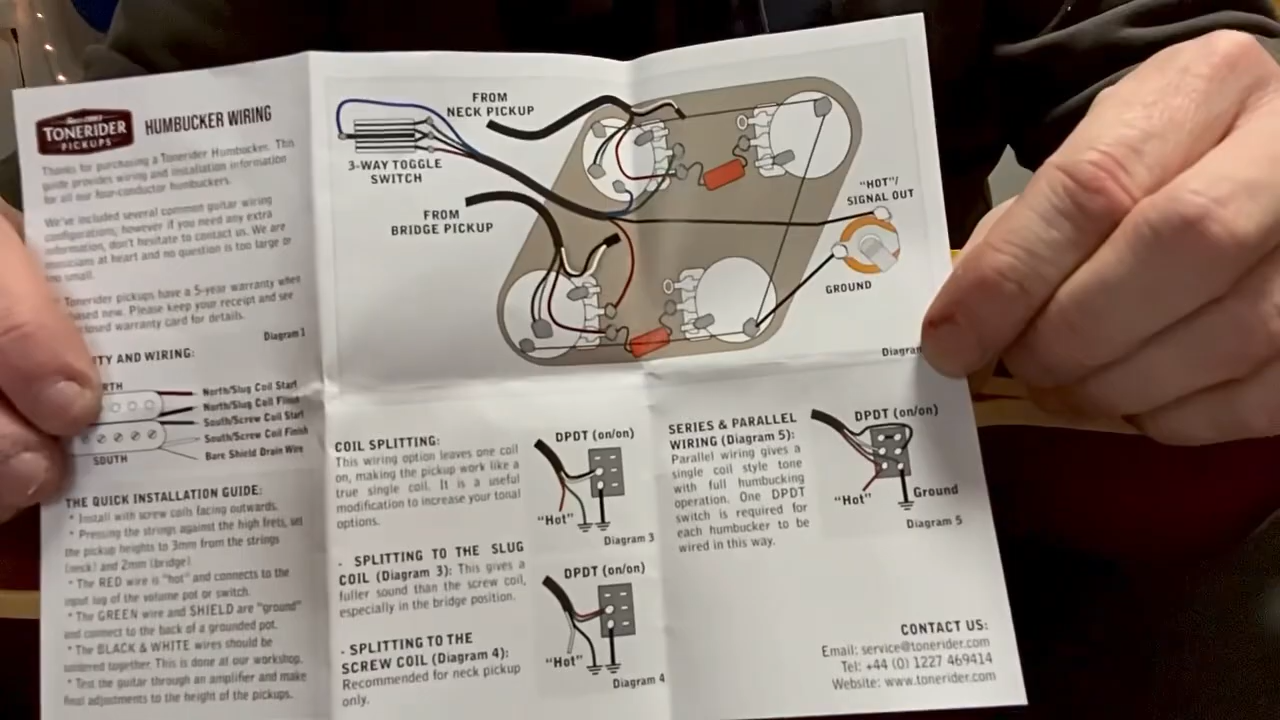 TONERIDER
PICKUPS
HUMBUCKER WIRING
Thanks for purchasing a Tonerider Humbucker. This
guide provides wiring and installation information
for all our four-conductor humbuckers.
We've included several common guitar wiring
configurations, however if you need any extra
information, don't hesitate to contact us. We are
musicians at heart and no question is too large or
too small.
Tonerider pickups have a 5-year warranty when
new. Please keep your receipt and see
warranty card for details.
Diagram 1
AND WIRING:
North/Slug Coil Start
North/Slug Coil Finish
South/Screw Coil Start
South/Screw Coil Finish
Bare Shield Drain Wire
SOUTH
THE QUICK INSTALLATION GUIDE:
* Install with screw coils facing outwards.
* Pressing the strings against the high frets, set
the pickup heights to 3mm from the strings
(neck) and 2mm (bridge)
* The RED wire is "hot" and connects to the
input lug of the volume pot or switch.
* The GREEN wire and SHIELD are "ground"
and connect to the back of a grounded pot.
* The BLACK & WHITE wires should be
soldered together. This is done at our workshop.
* Test the guitar through an amplifier and make
final adjustments to the height of the pickups.
FROM
NECK PICKUP
3-WAY TOGGLE
SWITCH
FROM
BRIDGE PICKUP
"HOT"/
SIGNAL OUT
GROUND
COIL SPLITTING:
This wiring option leaves one coil
on, making the pickup work like a
true single coil. It is a useful
modification to increase your tonal
options.
- SPLITTING TO THE SLUG
COIL (Diagram 3): This gives a
fuller sound than the screw coil,
especially in the bridge position.
- SPLITTING TO THE
SCREW COIL (Diagram 4):
Recommended for neck pickup
only.
DPDT (on/on)
"Hot"
Diagram 3
DPDT (on/on)
"Hot"
Diagram 4
SERIES & PARALLEL
WIRING (Diagram 5):
Parallel wiring gives a
single coil style tone
with full humbucking
operation. One DPDT
switch is required for
each humbucker to be
wired in this way.
DPDT (on/on)
"Hot"
Ground
Diagram 5
CONTACT US:
Email: service@tonerider.com
Tel: +44 (0) 1227 469414
Website: www.tonerider.com